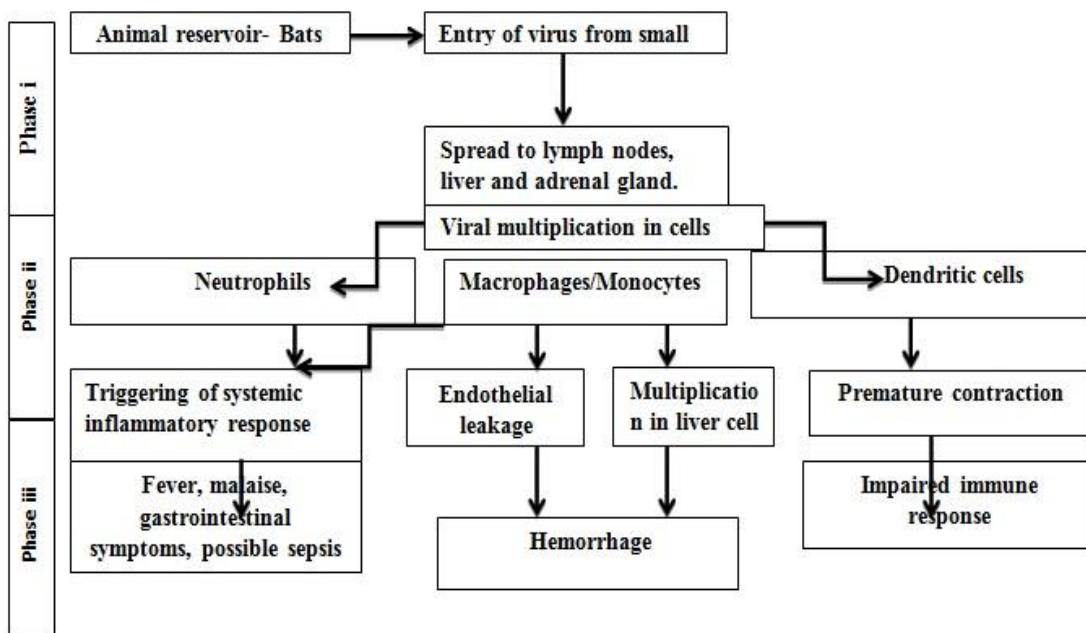 Phase i
Animal reservoir- Bats
Entry of virus from small
Spread to lymph nodes,
liver and adrenal gland.
Phase ii
Viral multiplication in cells
Neutrophils
Macrophages/Monocytes
Dendritic cells
Triggering of systemic
inflammatory response
Endothelial
leakage
Multiplicatio
n in liver cell
Premature contraction
Phase iii
Fever, malaise,
gastrointestinal
symptoms, possible sepsis
Hemorrhage
Impaired immune
response